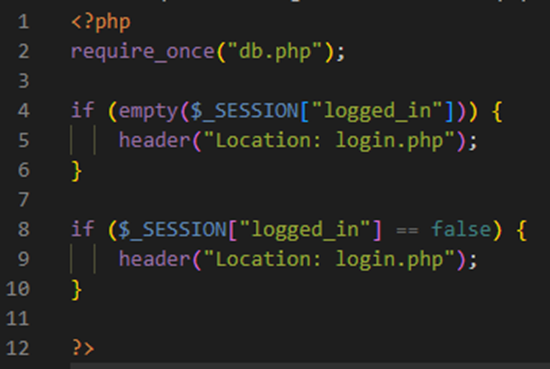 1 <?php
2 require_once("db.php");
3
4 if (empty($_SESSION["logged_in"])) {
5 header("Location: login.php");
6 }
7
8 if ($_SESSION["logged_in"] == false) {
9 header("Location: login.php");
10 }
11
12 ?>